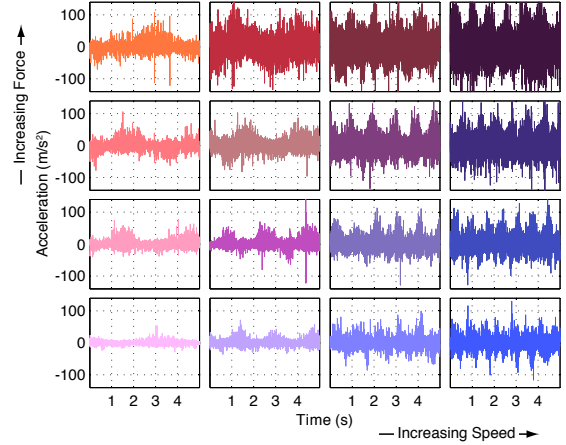 — Increasing Force →
Acceleration (m/s²)
100
0
-100
100
0
-100
100
0
-100
100
0
-100
1 2 3 4 1 2 3 4 1 2 3 4 1 2 3 4
Time (s)
— Increasing Speed →